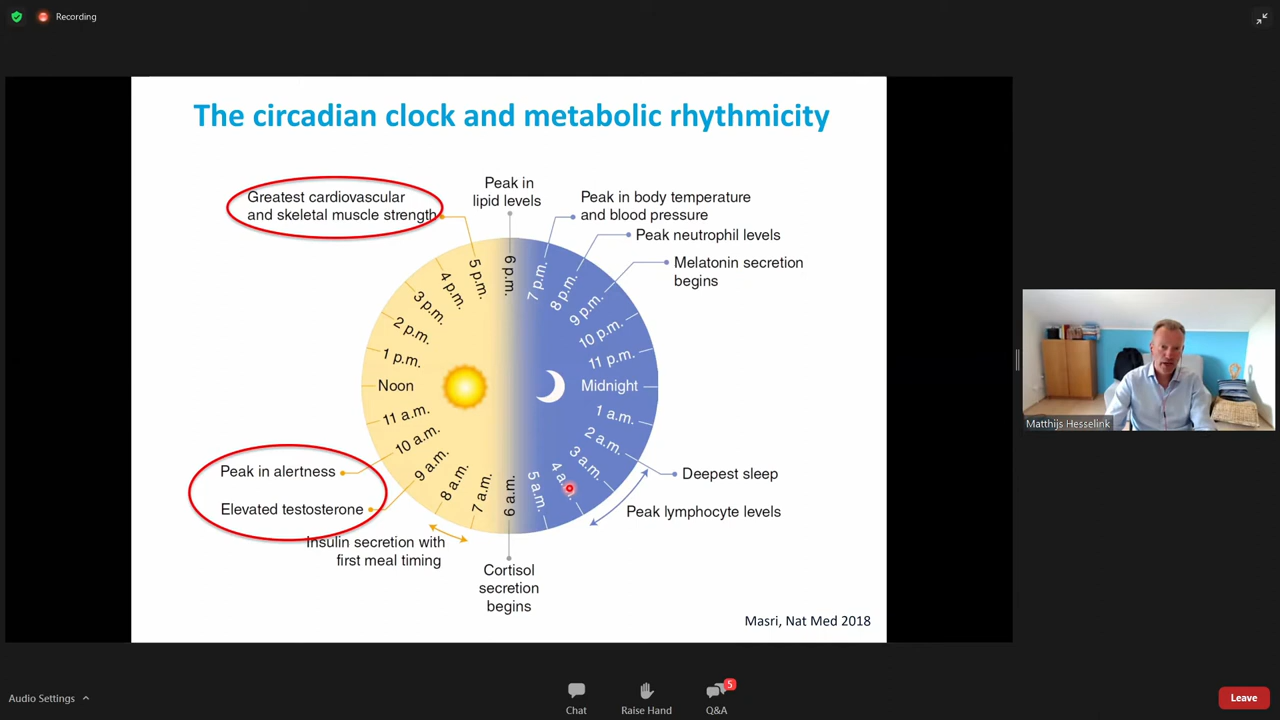 Recording
The circadian clock and metabolic rhythmicity
Greatest cardiovascular
and skeletal muscle strength
Peak in
lipid levels
Peak in body temperature
and blood pressure
Peak neutrophil levels
Melatonin secretion
begins
6 p.m.
7 p.m.
8 p.m.
9 p.m.
10 p.m.
11 p.m.
Midnight
1 a.m.
2 a.m.
3 a.m.
4 a.m.
5 a.m.
6 a.m.
7 a.m.
8 a.m.
9 a.m.
10 a.m.
11 a.m.
Noon
1 p.m.
2 p.m.
3 p.m.
4 p.m.
5 p.m.
Peak in alertness
Elevated testosterone
Insulin secretion with
first meal timing
Cortisol
secretion
begins
Deepest sleep
Peak lymphocyte levels
Masri, Nat Med 2018
Matthijs Hesselink
Audio Settings
Chat
Raise Hand
5
Q&A
Leave